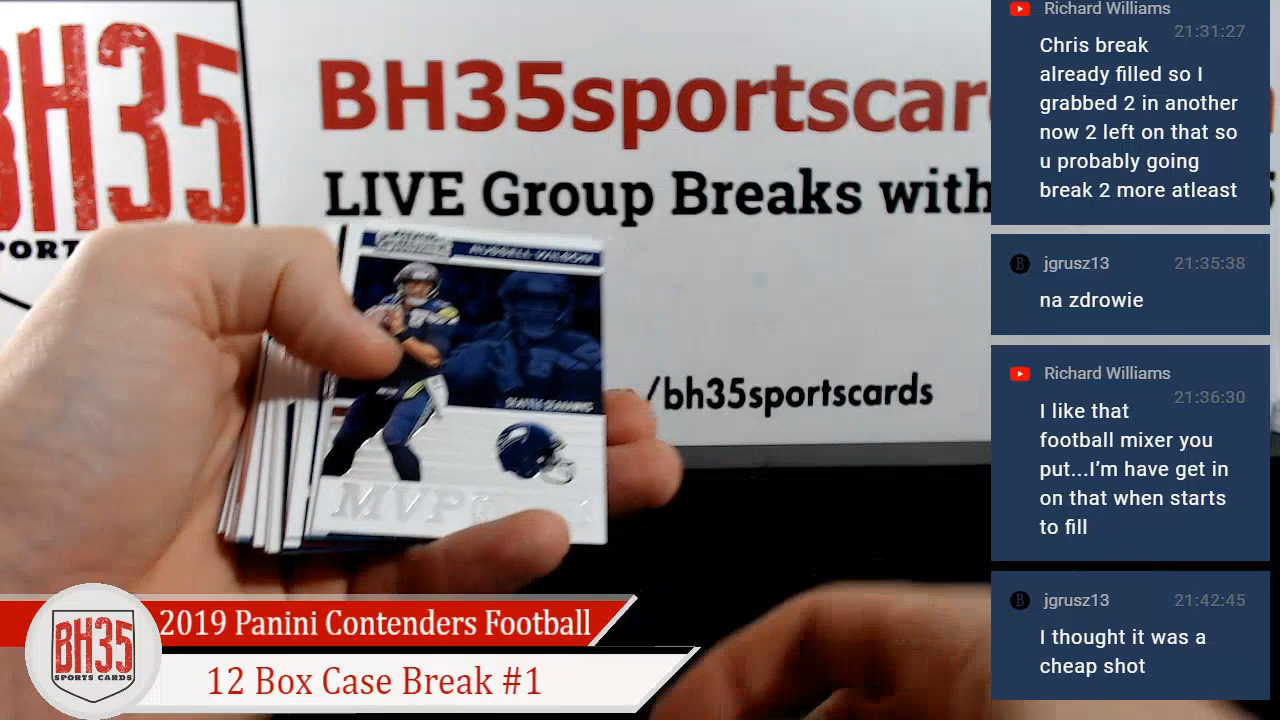 BH35
SPORTS
BH35sportscar
LIVE Group Breaks with
/bh35sportscards
RUSSELL WILSON
SEATTLE SEAHAWKS
MVP
2019 Panini Contenders Football
12 Box Case Break #1
BH35
SPORTS CARDS
Richard Williams
21:31:27
Chris break
already filled so I
grabbed 2 in another
now 2 left on that so
u probably going
break 2 more atleast
jgrusz13 21:35:38
na zdrowie
Richard Williams
21:36:30
I like that
football mixer you
put...I'm have get in
on that when starts
to fill
jgrusz13 21:42:45
I thought it was a
cheap shot